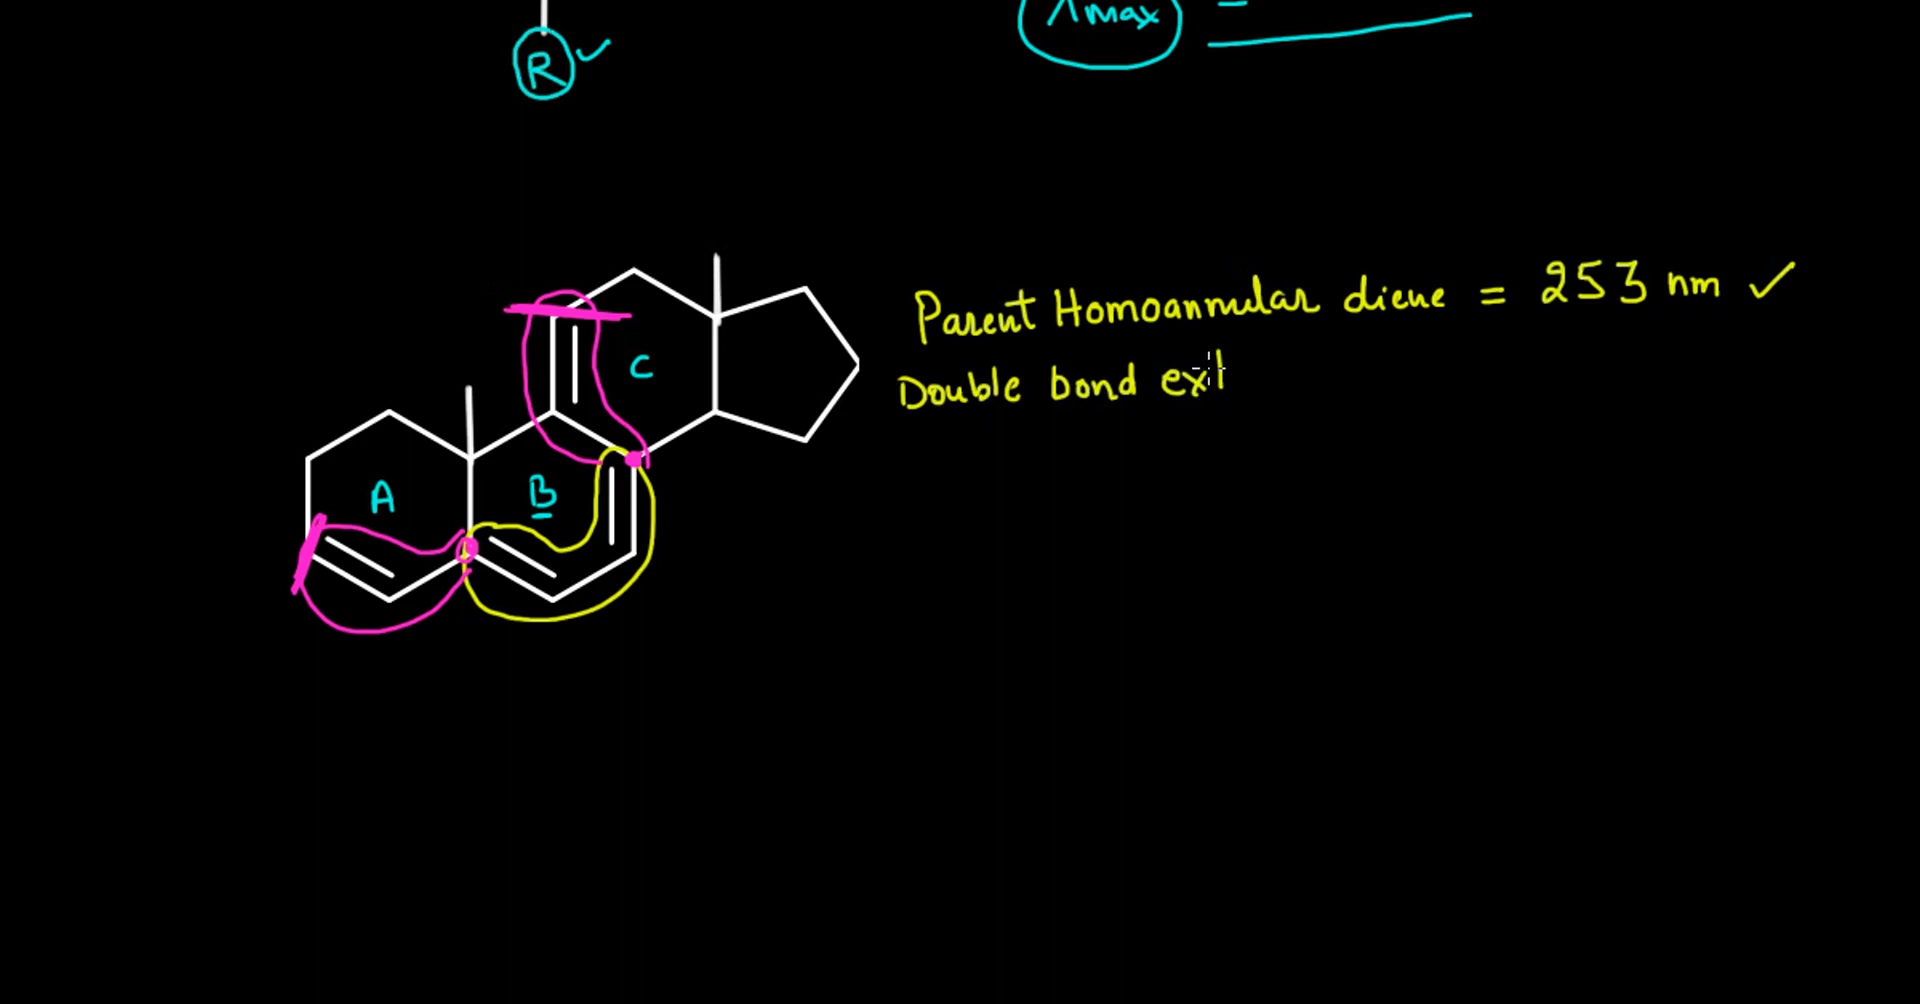 R
λmax =
Parent Homoannular diene = 253 nm
Double bond ext
C
B
A